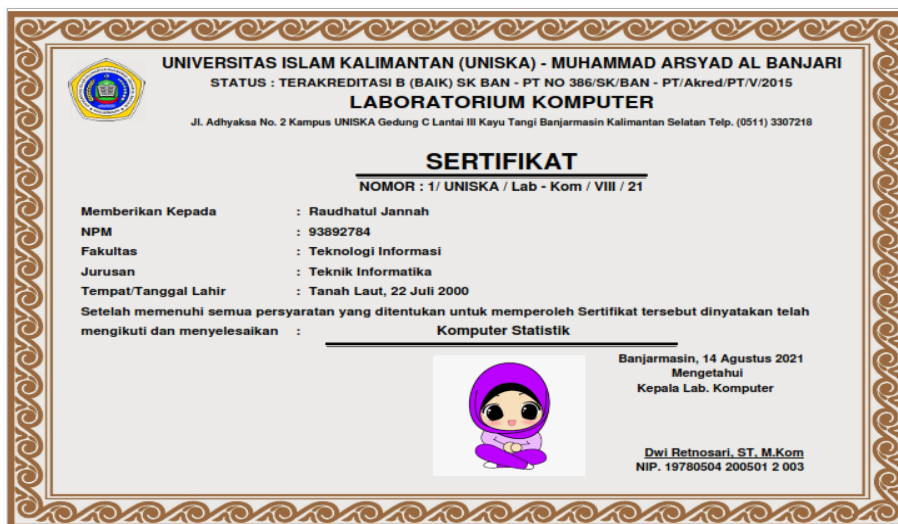 UNIVERSITAS ISLAM KALIMANTAN (UNISKA) - MUHAMMAD ARSYAD AL BANJARI
STATUS : TERAKREDITASI B (BAIK) SK BAN - PT NO 386/SK/BAN - PT/Akred/PT/V/2015
LABORATORIUM KOMPUTER
Jl. Adhyaksa No. 2 Kampus UNISKA Gedung C Lantai III Kayu Tangi Banjarmasin Kalimantan Selatan Telp. (0511) 3307218
SERTIFIKAT
NOMOR : 1/ UNISKA / Lab - Kom / VIII / 21
Memberikan Kepada : Raudhatul Jannah
NPM : 93892784
Fakultas : Teknologi Informasi
Jurusan : Teknik Informatika
Tempat/Tanggal Lahir : Tanah Laut, 22 Juli 2000
Setelah memenuhi semua persyaratan yang ditentukan untuk memperoleh Sertifikat tersebut dinyatakan telah
mengikuti dan menyelesaikan : Komputer Statistik
Banjarmasin, 14 Agustus 2021
Mengetahui
Kepala Lab. Komputer
Dwi Retnosari, ST, M.Kom
NIP. 19780504 200501 2 003